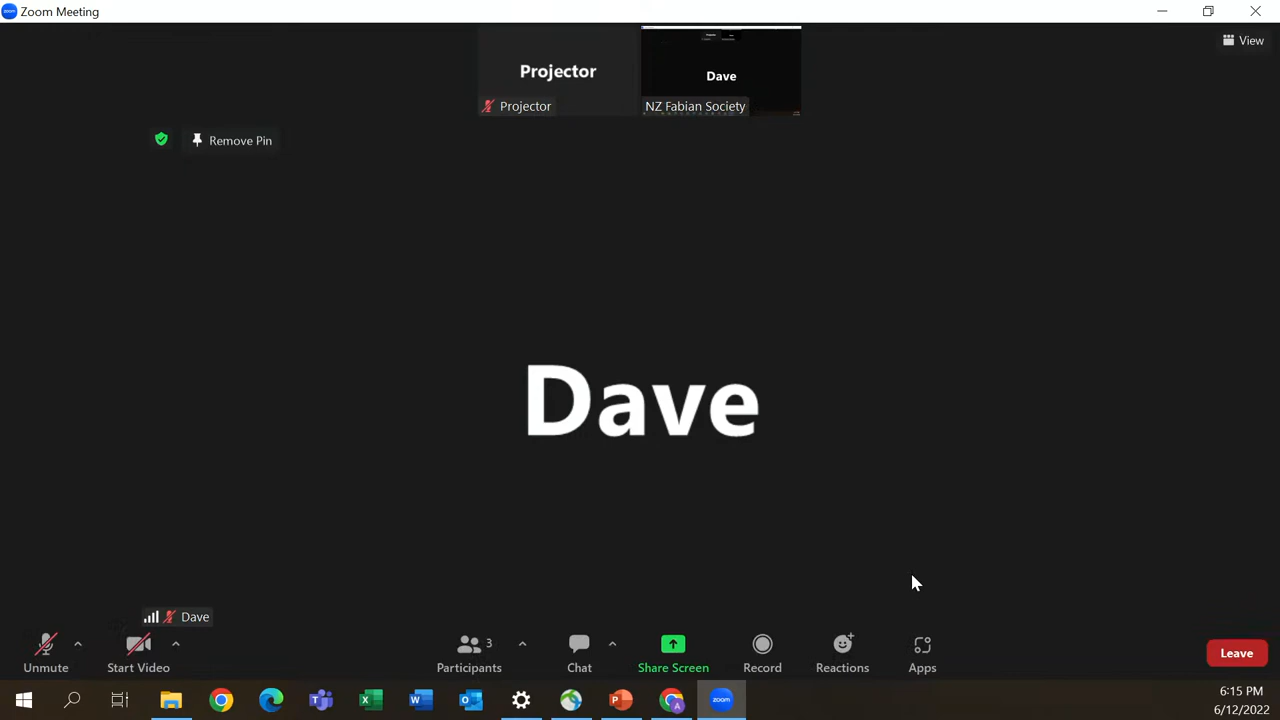 Zoom Meeting
View
Projector
Projector
Dave
NZ Fabian Society
Remove Pin
Dave
Dave
Unmute
Start Video
Participants
3
Chat
Share Screen
Record
Reactions
Apps
Leave
6:15 PM
6/12/2022